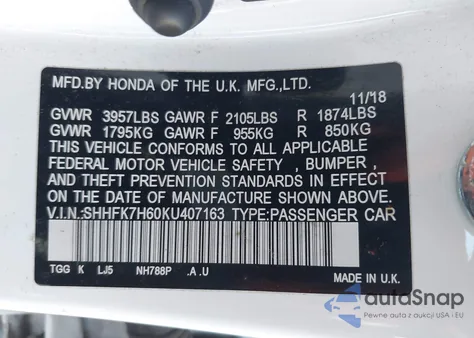 MFD.BY HONDA OF THE U.K. MFG.,LTD.
11/18
GVWR 3957LBS GAWR F 2105LBS R 1874LBS
GVWR 1795KG GAWR F 955KG R 850KG
THIS VEHICLE CONFORMS TO ALL APPLICABLE
FEDERAL MOTOR VEHICLE SAFETY , BUMPER , AND
THEFT PREVENTION STANDARDS IN EFFECT
ON THE DATE OF MANUFACTURE SHOWN ABOVE.
V.I.N.:SHHFK7H60KU407163 TYPE:PASSENGER CAR
TGG K LJ5 NH788P .A.U
MADE IN U.K.
autoSnap
Pewne auta z USA i Kanady